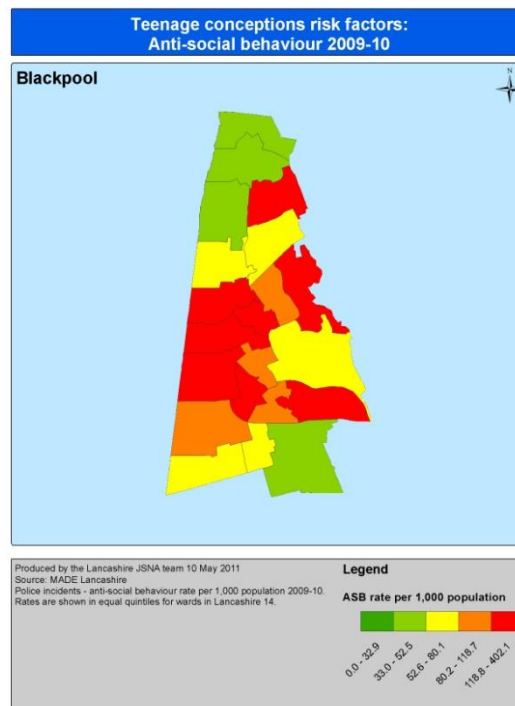 Teenage conceptions risk factors:
Anti-social behaviour 2009-10
Blackpool
N
Produced by the Lancashire JSNA team 10 May 2011
Source: MADE Lancashire
Police incidents - anti-social behaviour rate per 1,000 population 2009-10.
Rates are shown in equal quintiles for wards in Lancashire 14.
Legend
ASB rate per 1,000 population
0.0 - 32.9
33.0 - 52.5
52.6 - 80.1
80.2 - 118.7
118.8 - 402.1